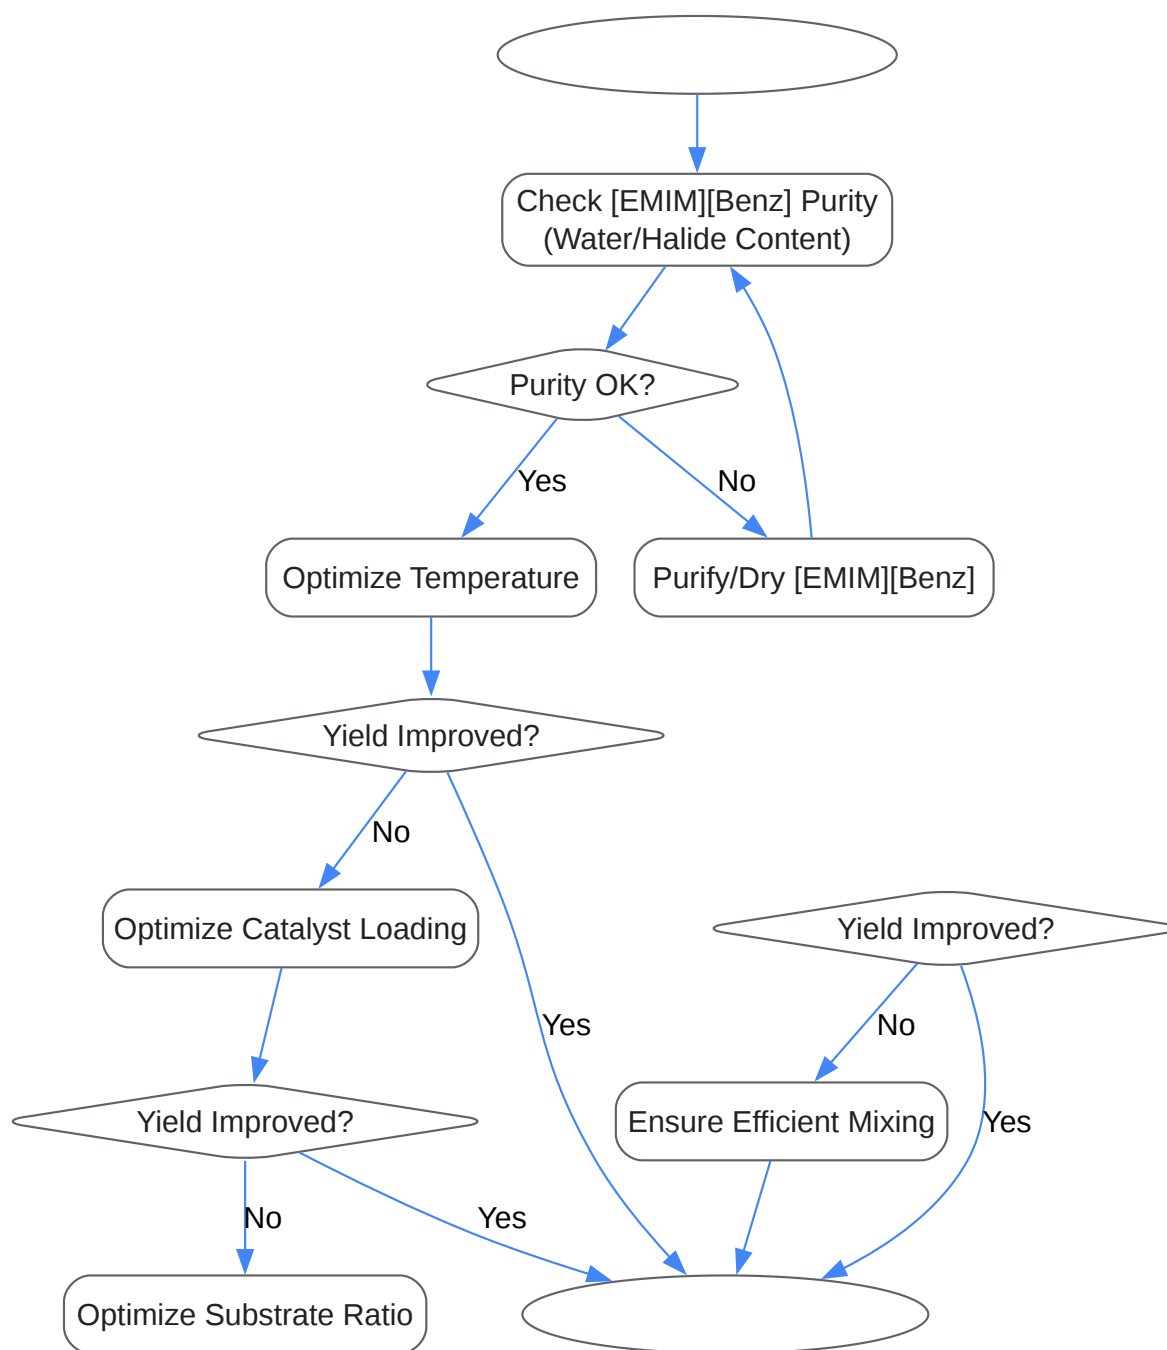 Check [EMIM][Benz] Purity
(Water/Halide Content)
Purity OK?
Yes
No
Optimize Temperature
Purify/Dry [EMIM][Benz]
Yield Improved?
No
Optimize Catalyst Loading
Yield Improved?
Yes
No
Yield Improved?
Ensure Efficient Mixing
Yes
No
Yes
Optimize Substrate Ratio